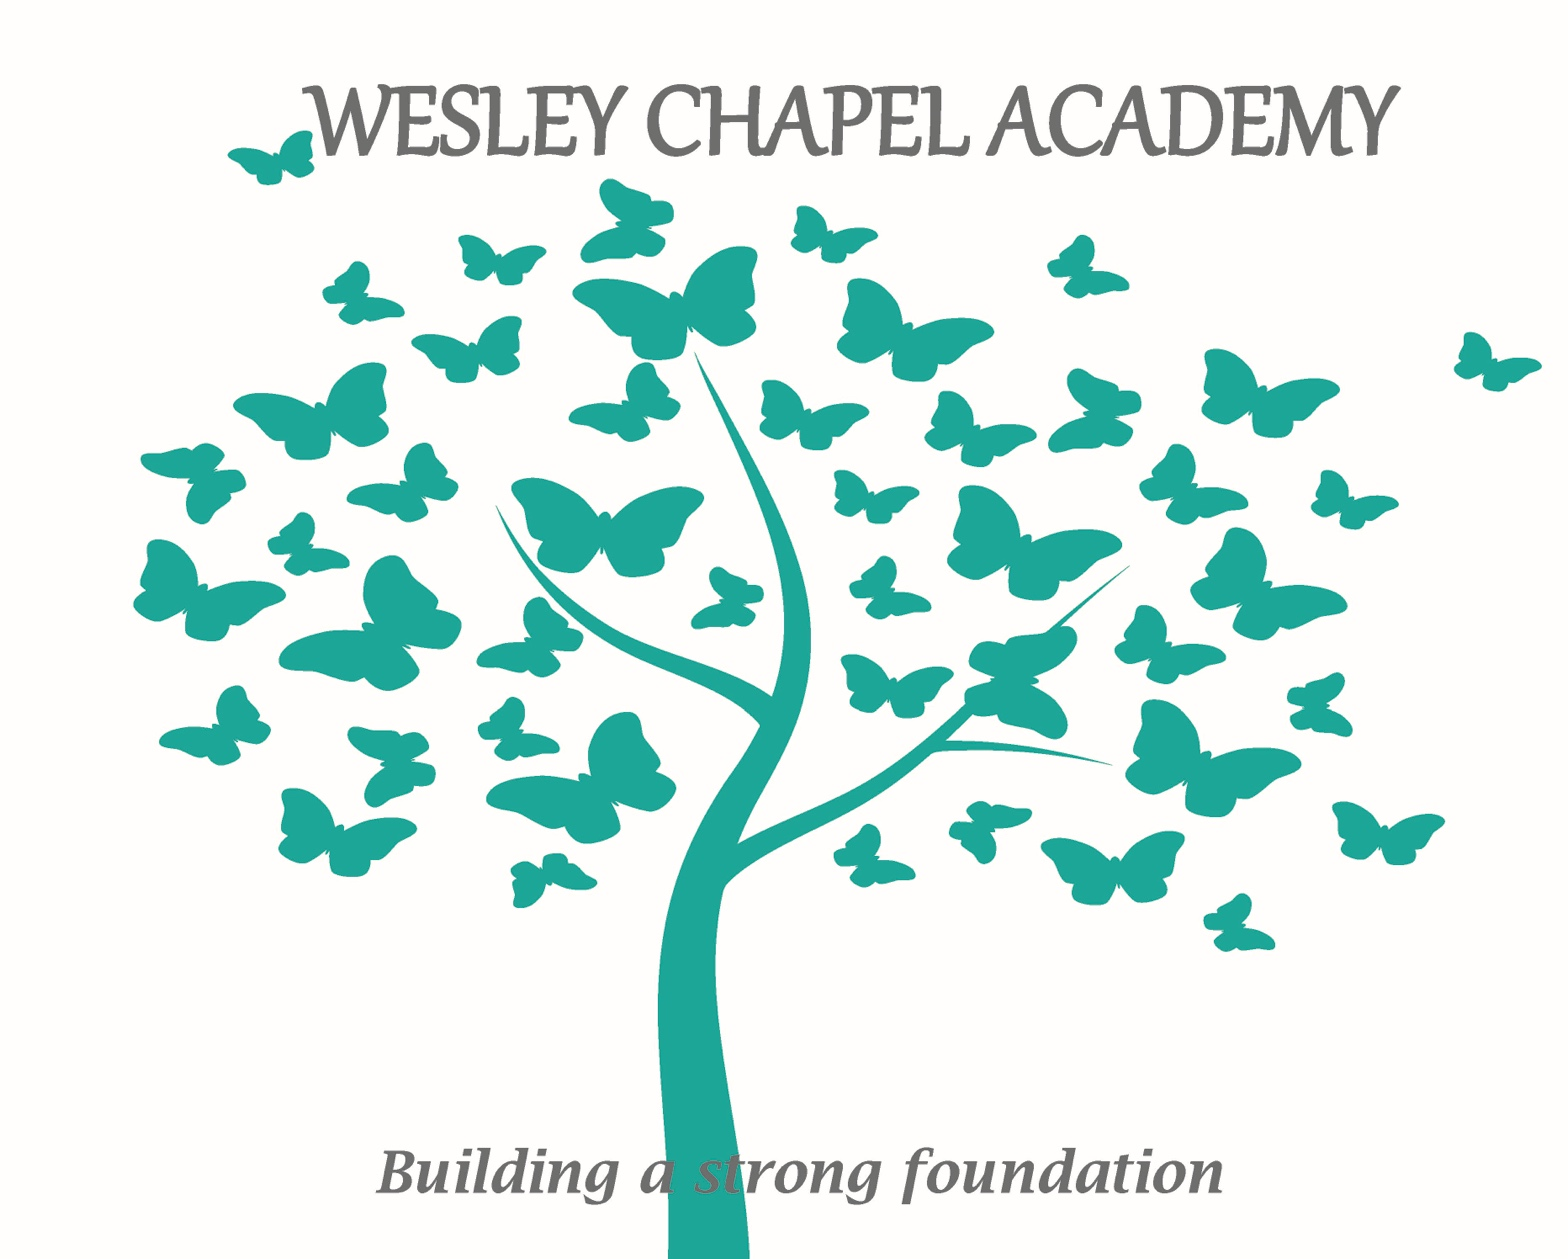 WESLEY CHAPEL ACADEMY
Building a strong foundation